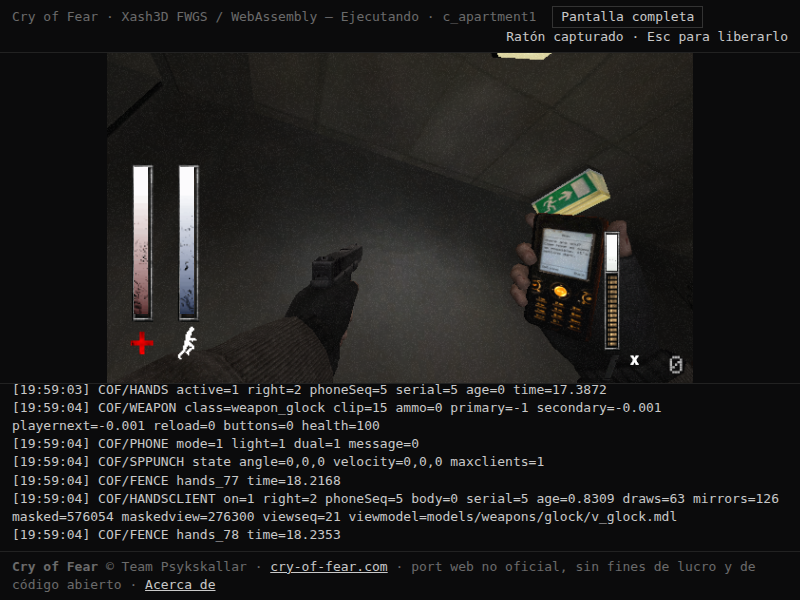 Cry of Fear · Xash3D FWGS / WebAssembly — Ejecutando · c_apartment1
Pantalla completa
Ratón capturado · Esc para liberarlo
x
0
[19:59:03] COF/HANDS active=1 right=2 phoneSeq=5 serial=5 age=0 time=17.3872
[19:59:04] COF/WEAPON class=weapon_glock clip=15 ammo=0 primary=-1 secondary=-0.001
playernext=-0.001 reload=0 buttons=0 health=100
[19:59:04] COF/PHONE mode=1 light=1 dual=1 message=0
[19:59:04] COF/SPPUNCH state angle=0,0,0 velocity=0,0,0 maxclients=1
[19:59:04] COF/FENCE hands_77 time=18.2168
[19:59:04] COF/HANDSCLIENT on=1 right=2 phoneSeq=5 body=0 serial=5 age=0.8309 draws=63 mirrors=126
masked=576054 maskedview=276300 viewseq=21 viewmodel=models/weapons/glock/v_glock.mdl
[19:59:04] COF/FENCE hands_78 time=18.2353
Cry of Fear © Team Psykskallar · cry-of-fear.com · port web no oficial, sin fines de lucro y de
código abierto · Acerca de